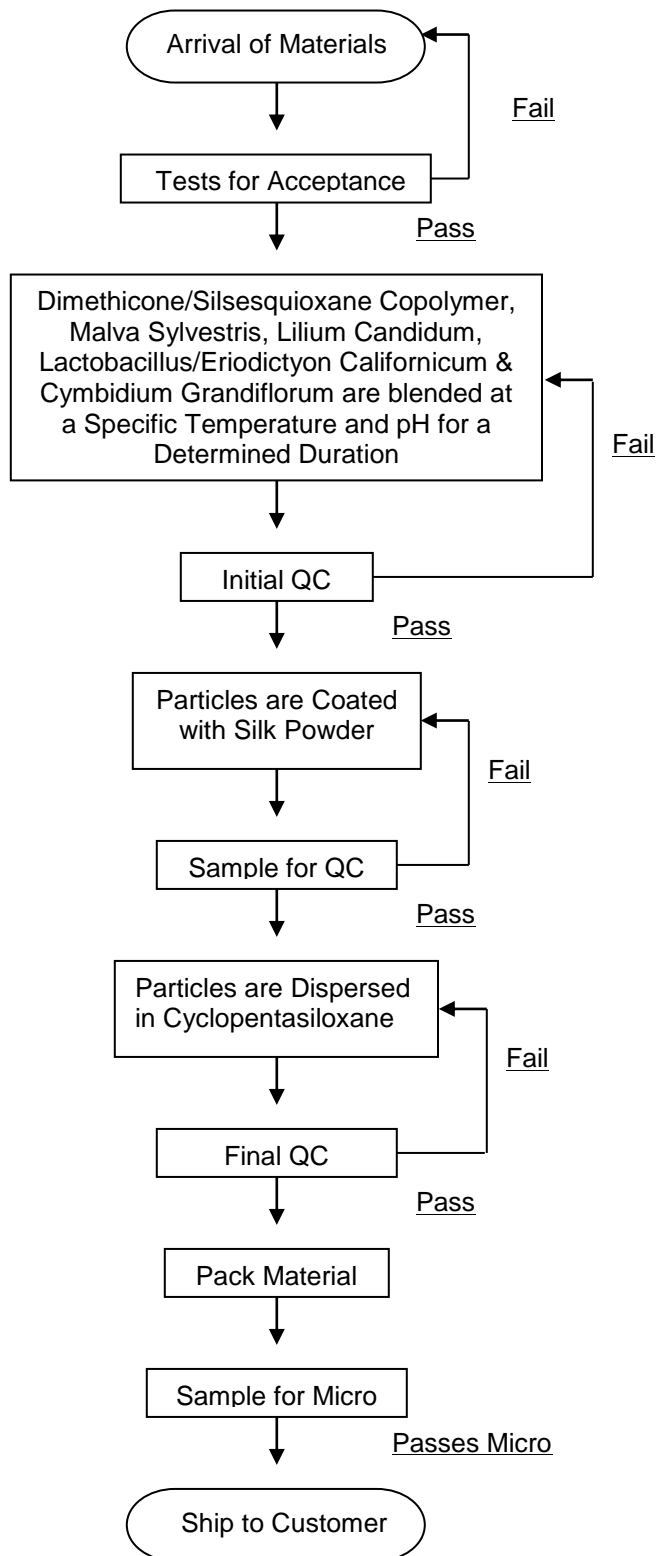 Arrival of Materials
Fail
Tests for Acceptance
Pass
Dimethicone/Silsesquioxane Copolymer,
Malva Sylvestris, Lilium Candidum,
Lactobacillus/Eriodictyon Californicum &
Cymbidium Grandiflorum are blended at
a Specific Temperature and pH for a
Determined Duration
Fail
Initial QC
Pass
Particles are Coated
with Silk Powder
Fail
Sample for QC
Pass
Particles are Dispersed
in Cyclopentasiloxane
Fail
Final QC
Pass
Pack Material
Sample for Micro
Passes Micro
Ship to Customer